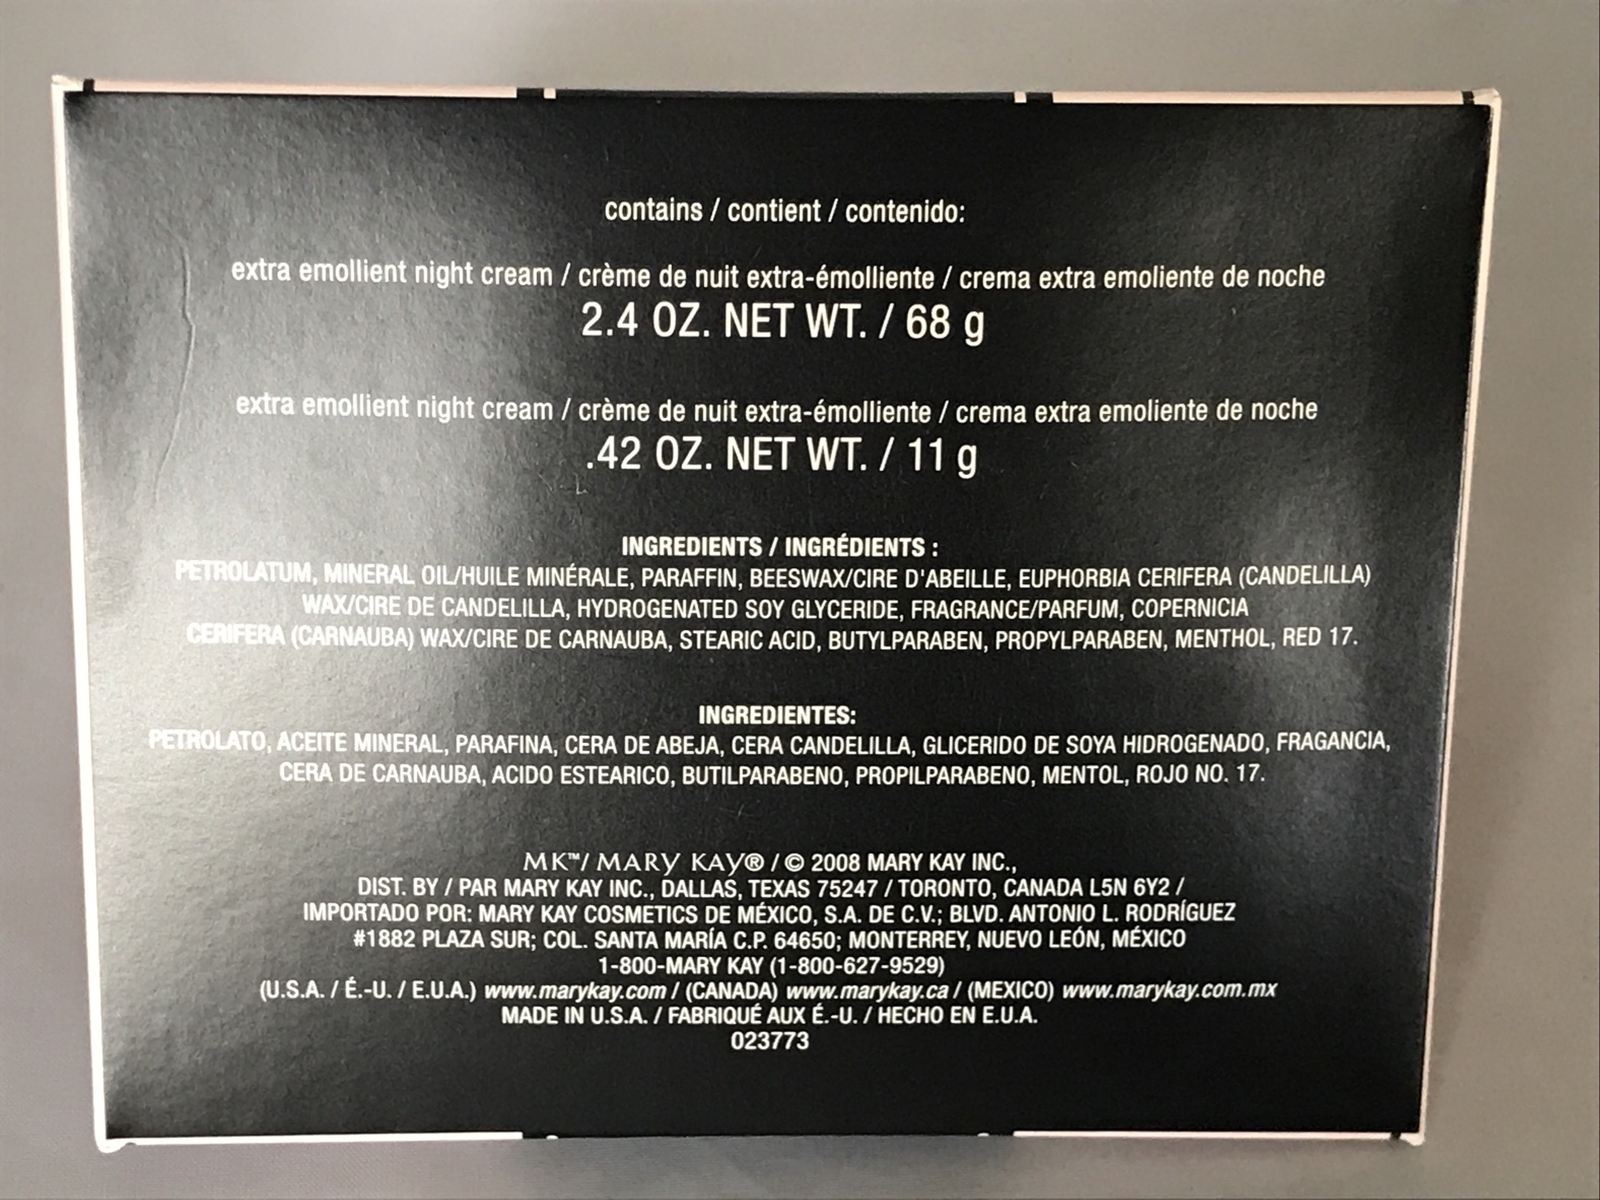 contains / contient / contenido:
extra emollient night cream / crème de nuit extra-émolliente / crema extra emoliente de noche
2.4 OZ. NET WT. / 68 g
extra emollient night cream / crème de nuit extra-émolliente / crema extra emoliente de noche
.42 OZ. NET WT. / 11 g
INGREDIENTS / INGRÉDIENTS :
PETROLATUM, MINERAL OIL/HUILE MINÉRALE, PARAFFIN, BEESWAX/CIRE D'ABEILLE, EUPHORBIA CERIFERA (CANDELILLA)
WAX/CIRE DE CANDELILLA, HYDROGENATED SOY GLYCERIDE, FRAGRANCE/PARFUM, COPERNICIA
CERIFERA (CARNAUBA) WAX/CIRE DE CARNAUBA, STEARIC ACID, BUTYLPARABEN, PROPYLPARABEN, MENTHOL, RED 17.
INGREDIENTES:
PETROLATO, ACEITE MINERAL, PARAFINA, CERA DE ABEJA, CERA CANDELILLA, GLICERIDO DE SOYA HIDROGENADO, FRAGANCIA,
CERA DE CARNAUBA, ACIDO ESTEARICO, BUTILPARABENO, PROPILPARABENO, MENTOL, ROJO NO. 17.
MK™/ MARY KAY® / © 2008 MARY KAY INC.,
DIST. BY / PAR MARY KAY INC., DALLAS, TEXAS 75247 / TORONTO, CANADA L5N 6Y2 /
IMPORTADO POR: MARY KAY COSMETICS DE MÉXICO, S.A. DE C.V.; BLVD. ANTONIO L. RODRÍGUEZ
#1882 PLAZA SUR; COL. SANTA MARÍA C.P. 64650; MONTERREY, NUEVO LEÓN, MÉXICO
1-800-MARY KAY (1-800-627-9529)
(U.S.A. / É.-U. / E.U.A.) www.marykay.com / (CANADA) www.marykay.ca / (MEXICO) www.marykay.com.mx
MADE IN U.S.A. / FABRIQUÉ AUX É.-U. / HECHO EN E.U.A.
023773